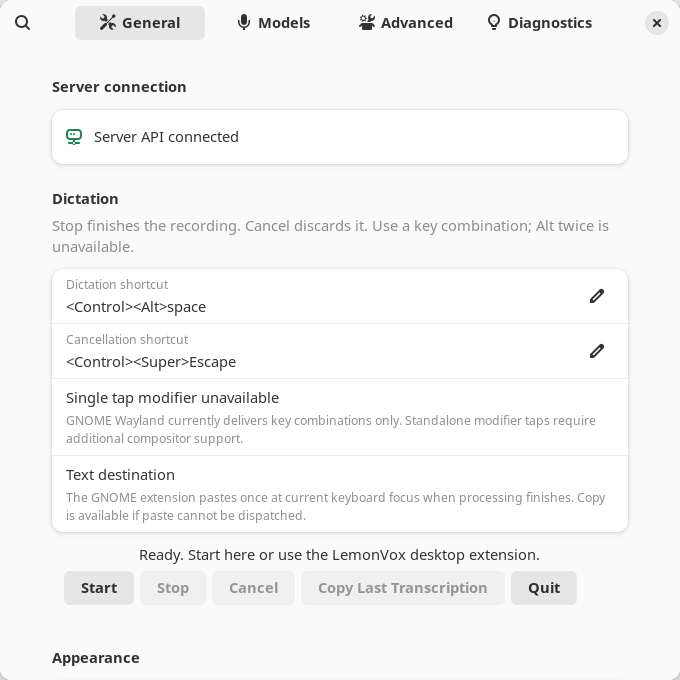 General
Models
Advanced
Diagnostics
Server connection
Server API connected
Dictation
Stop finishes the recording. Cancel discards it. Use a key combination; Alt twice is
unavailable.
Dictation shortcut
<Control><Alt>space
Cancellation shortcut
<Control><Super>Escape
Single tap modifier unavailable
GNOME Wayland currently delivers key combinations only. Standalone modifier taps require
additional compositor support.
Text destination
The GNOME extension pastes once at current keyboard focus when processing finishes. Copy
is available if paste cannot be dispatched.
Ready. Start here or use the LemonVox desktop extension.
Start
Stop
Cancel
Copy Last Transcription
Quit
Appearance